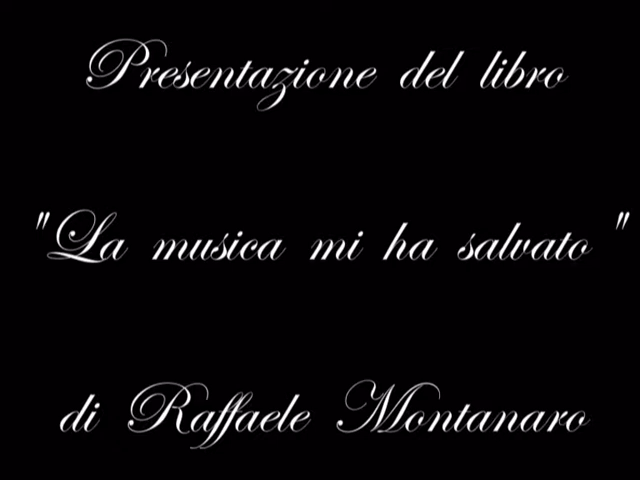 Presentazione del libro
"La musica mi ha salvato "
di Raffaele Montanaro